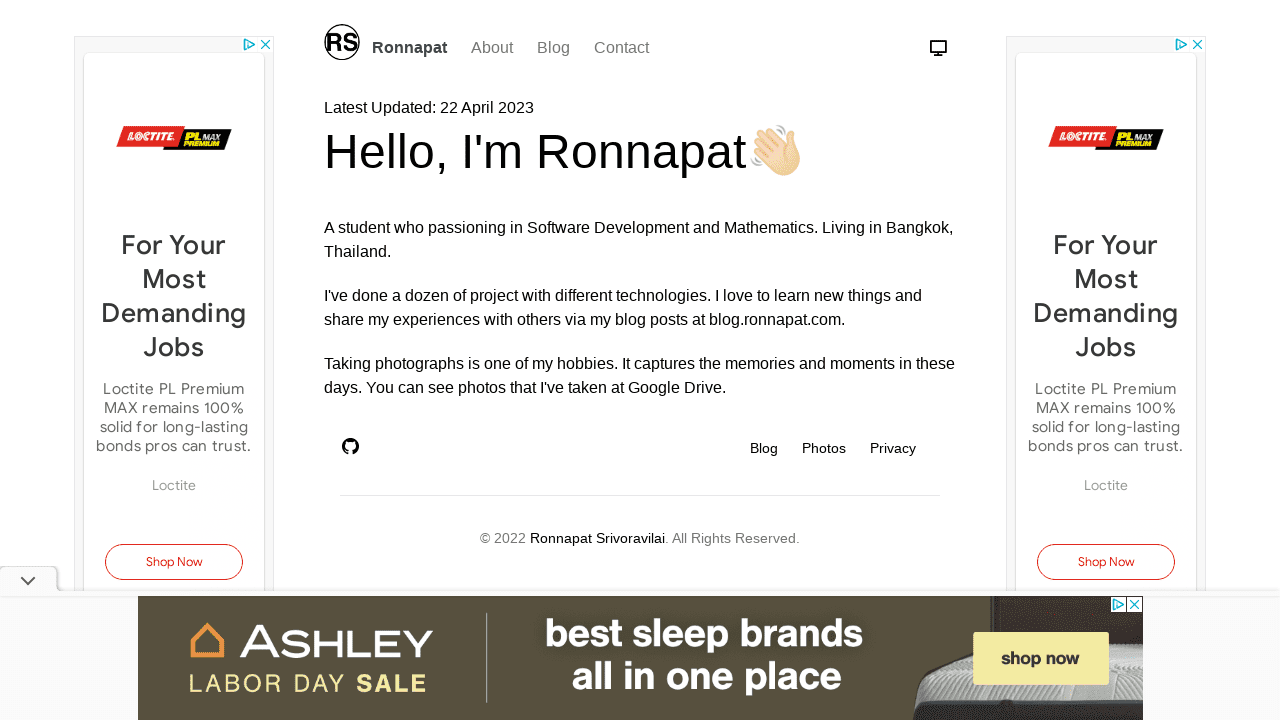 RS Ronnapat About Blog Contact
Latest Updated: 22 April 2023
Hello, I'm Ronnapat
A student who passioning in Software Development and Mathematics. Living in Bangkok,
Thailand.
I've done a dozen of project with different technologies. I love to learn new things and
share my experiences with others via my blog posts at blog.ronnapat.com.
Taking photographs is one of my hobbies. It captures the memories and moments in these
days. You can see photos that I've taken at Google Drive.
Blog Photos Privacy
© 2022 Ronnapat Srivoravilai. All Rights Reserved.
LOCTITE PL MAX PREMIUM
For Your
Most
Demanding
Jobs
Loctite PL Premium
MAX remains 100%
solid for long-lasting
bonds pros can trust.
Loctite
Shop Now
LOCTITE PL MAX PREMIUM
For Your
Most
Demanding
Jobs
Loctite PL Premium
MAX remains 100%
solid for long-lasting
bonds pros can trust.
Loctite
Shop Now
ASHLEY
LABOR DAY SALE
best sleep brands
all in one place
shop now